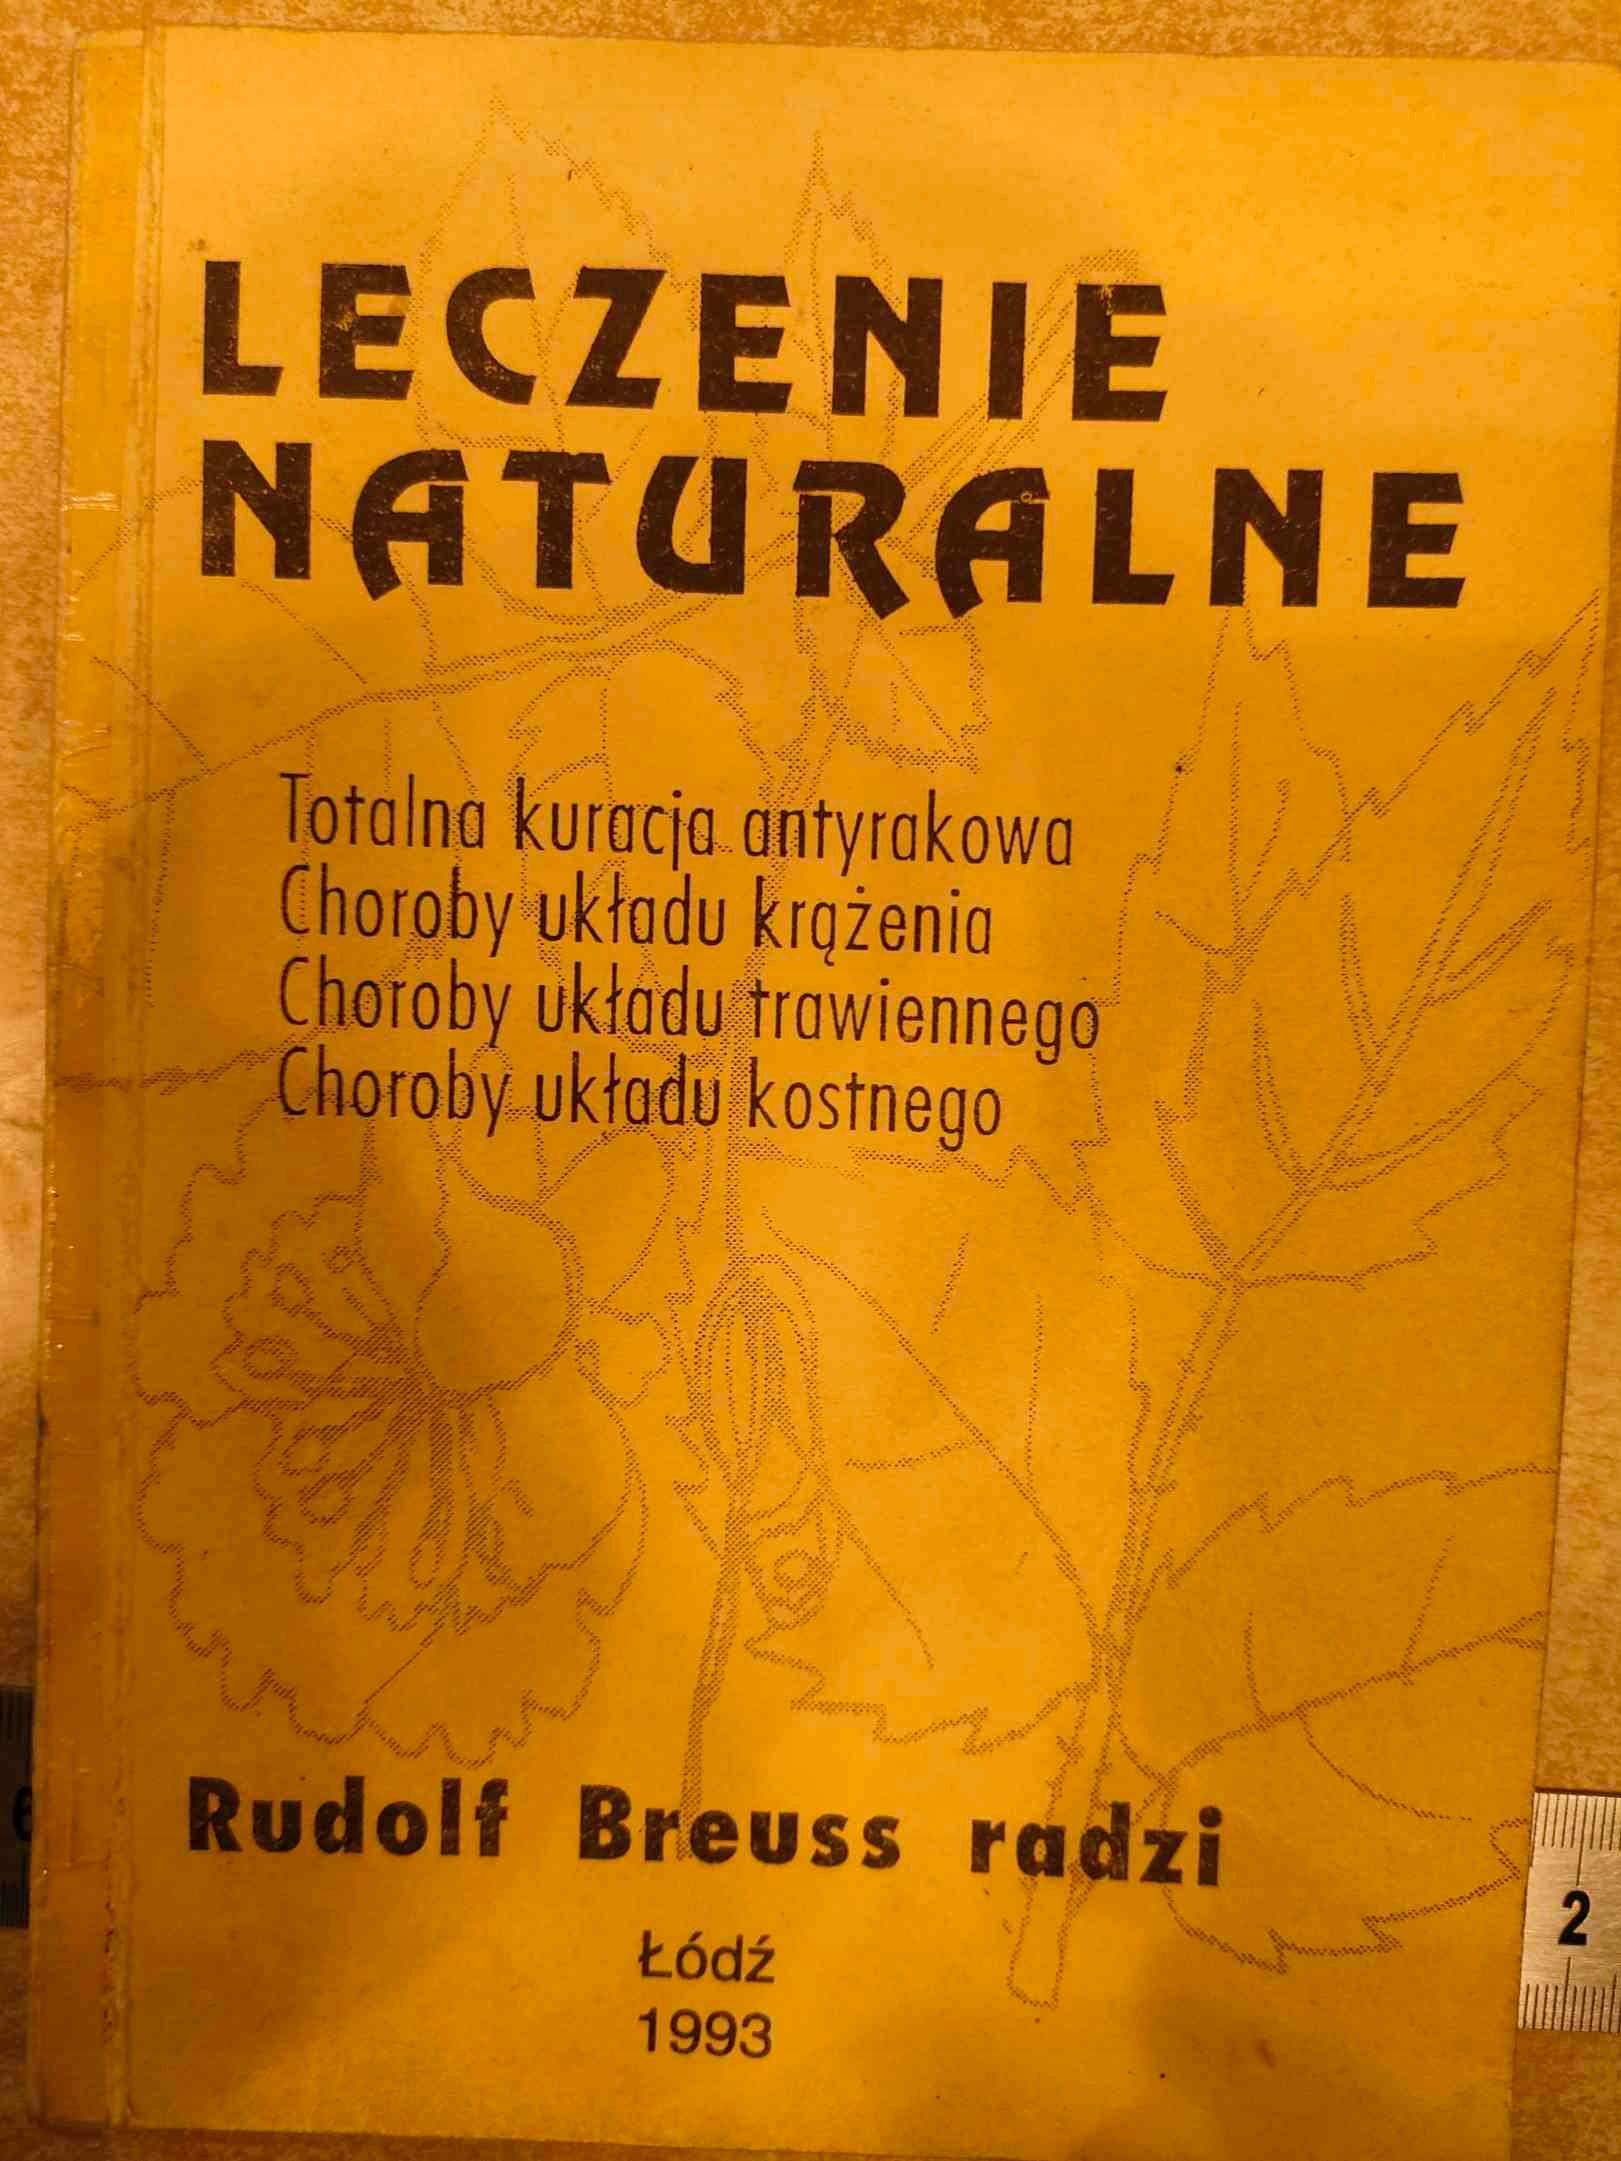 LECZENIE
NATURALNE
Totalna kuracja antyrakowa
Choroby układu krążenia
Choroby układu trawiennego
Choroby układu kostnego
Rudolf Breuss radzi
Łódź
1993
6
2